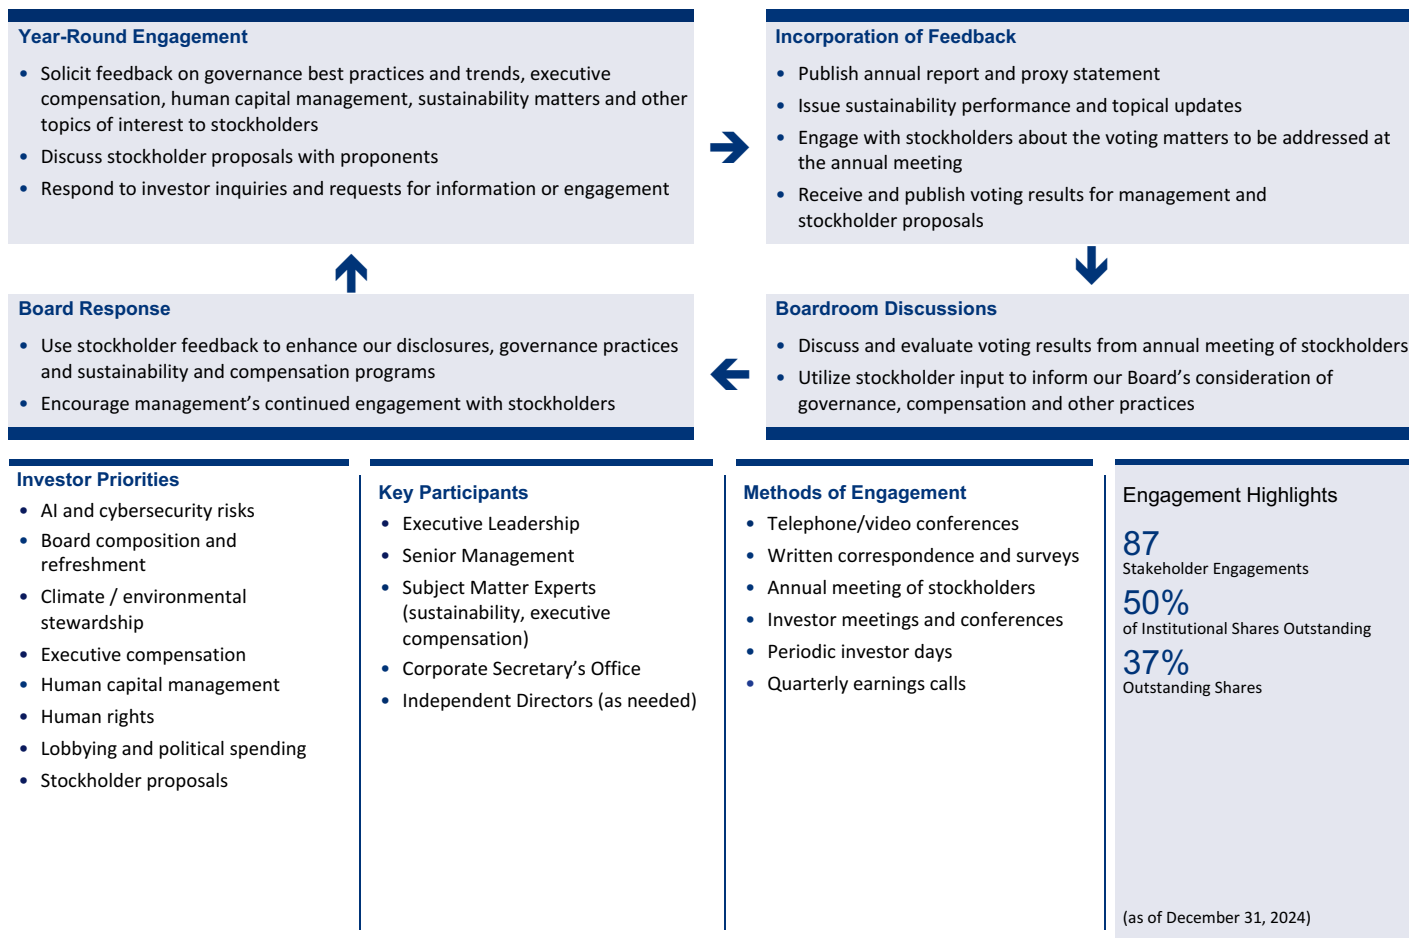 Year-Round Engagement
• Solicit feedback on governance best practices and trends, executive
compensation, human capital management, sustainability matters and other
topics of interest to stockholders
• Discuss stockholder proposals with proponents
• Respond to investor inquiries and requests for information or engagement
Incorporation of Feedback
• Publish annual report and proxy statement
• Issue sustainability performance and topical updates
• Engage with stockholders about the voting matters to be addressed at
the annual meeting
• Receive and publish voting results for management and
stockholder proposals
Board Response
• Use stockholder feedback to enhance our disclosures, governance practices
and sustainability and compensation programs
• Encourage management’s continued engagement with stockholders
Boardroom Discussions
• Discuss and evaluate voting results from annual meeting of stockholders
• Utilize stockholder input to inform our Board’s consideration of
governance, compensation and other practices
Investor Priorities
• AI and cybersecurity risks
• Board composition and
refreshment
• Climate / environmental
stewardship
• Executive compensation
• Human capital management
• Human rights
• Lobbying and political spending
• Stockholder proposals
Key Participants
• Executive Leadership
• Senior Management
• Subject Matter Experts
(sustainability, executive
compensation)
• Corporate Secretary’s Office
• Independent Directors (as needed)
Methods of Engagement
• Telephone/video conferences
• Written correspondence and surveys
• Annual meeting of stockholders
• Investor meetings and conferences
• Periodic investor days
• Quarterly earnings calls
Engagement Highlights
87
Stakeholder Engagements
50%
of Institutional Shares Outstanding
37%
Outstanding Shares
(as of December 31, 2024)